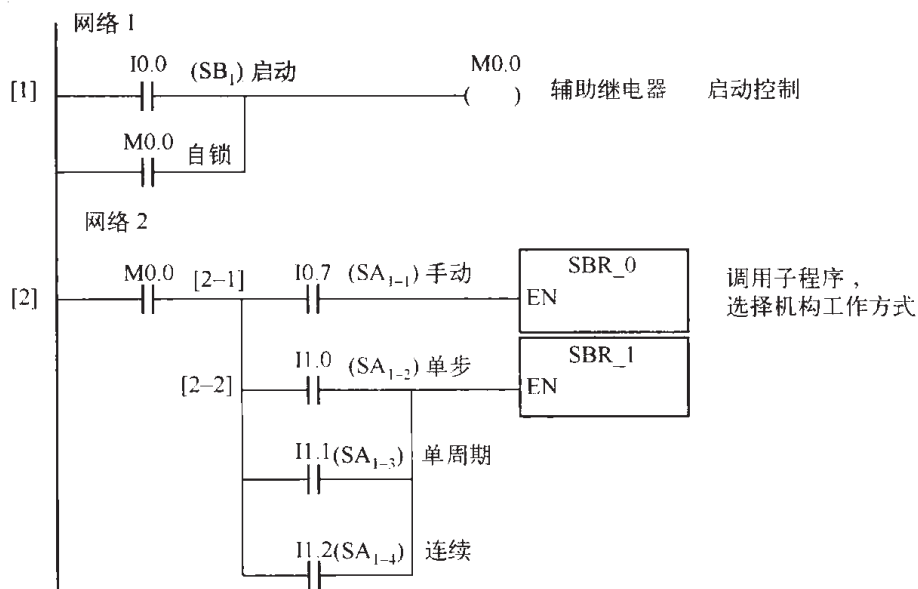 网络 1
I0.0 (SB₁) 启动 M0.0
[1] ( ) 辅助继电器 启动控制
M0.0 自锁
网络 2
M0.0 [2-1] I0.7 (SA₁₋₁) 手动 SBR_0
[2] EN 调用子程序，
选择机构工作方式
I1.0 (SA₁₋₂) 单步 SBR_1
[2-2] EN
I1.1(SA₁₋₃) 单周期
I1.2(SA₁₋₄) 连续